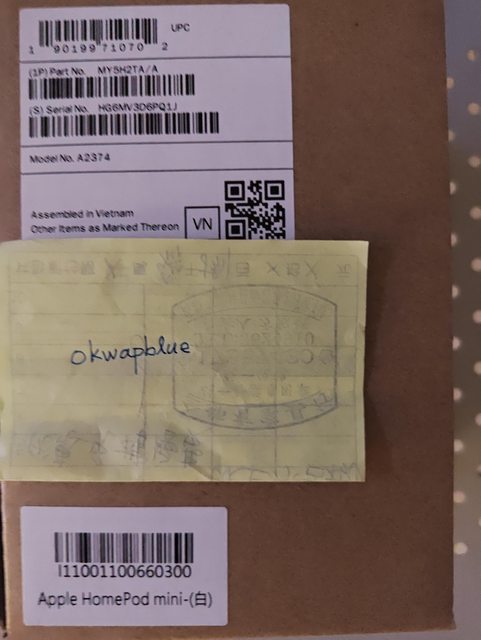 UPC
1 90199 71070 2
(1P) Part No. MY5H2TA/A
(S) Serial No. HG6MV3D6PQ1J
Model No. A2374
Assembled in Vietnam
Other Items as Marked Thereon
VN
okwapblue
I11001100660300
Apple HomePod mini-(白)